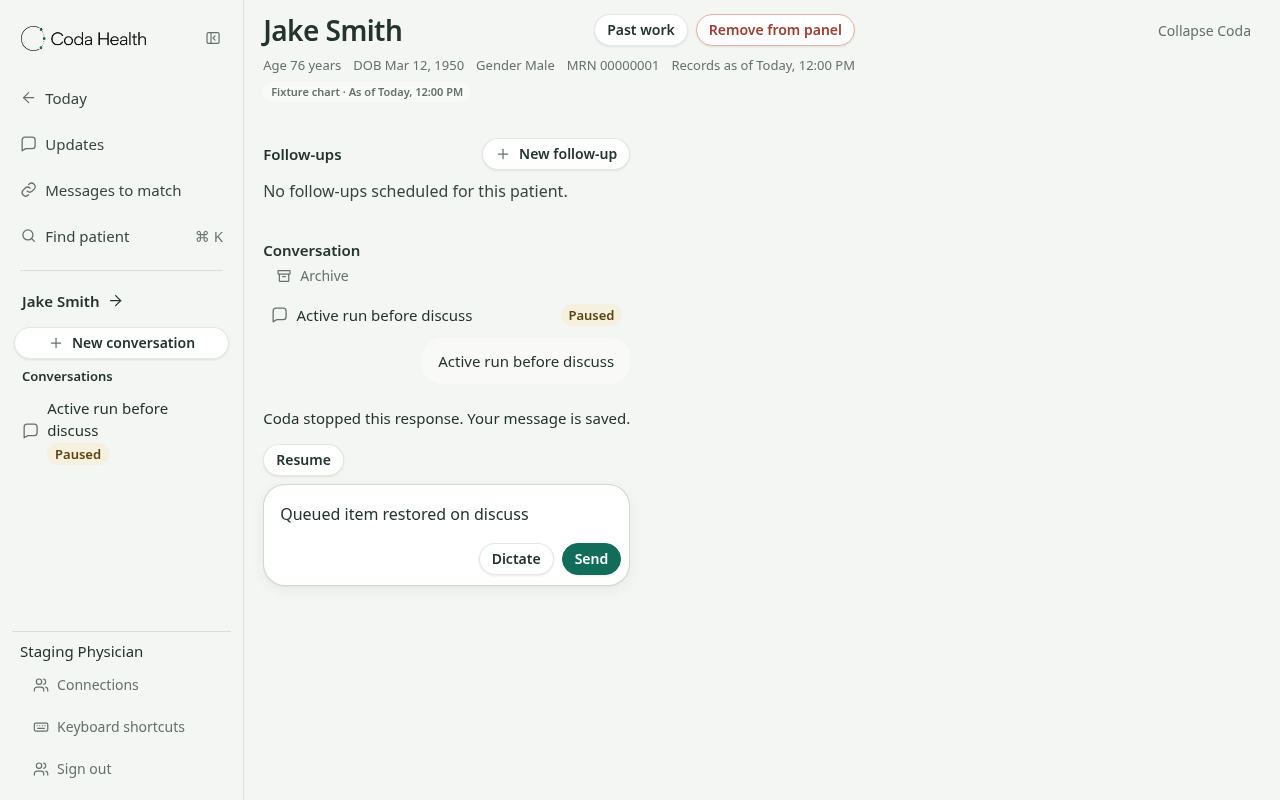 Coda Health
Today
Updates
Messages to match
Find patient ⌘ K
Jake Smith
New conversation
Conversations
Active run before
discuss
Paused
Staging Physician
Connections
Keyboard shortcuts
Sign out
Jake Smith
Past work
Remove from panel
Collapse Coda
Age 76 years DOB Mar 12, 1950 Gender Male MRN 00000001 Records as of Today, 12:00 PM
Fixture chart · As of Today, 12:00 PM
Follow-ups
New follow-up
No follow-ups scheduled for this patient.
Conversation
Archive
Active run before discuss
Paused
Active run before discuss
Coda stopped this response. Your message is saved.
Resume
Queued item restored on discuss
Dictate
Send